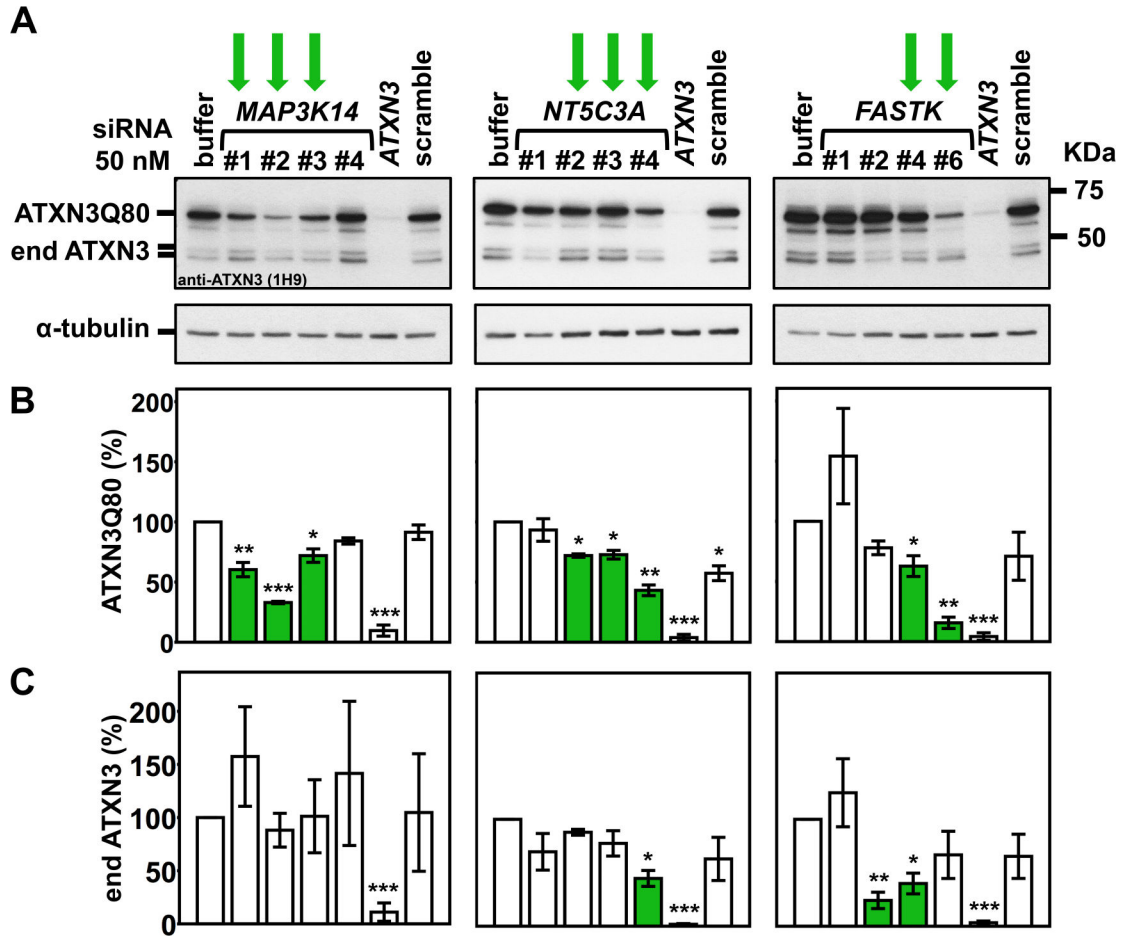 A
siRNA
50 nM
buffer
MAP3K14
#1 #2 #3 #4
ATXN3
scramble
buffer
NT5C3A
#1 #2 #3 #4
ATXN3
scramble
buffer
FASTK
#1 #2 #4 #6
ATXN3
scramble
KDa
75
50
ATXN3Q80
end ATXN3
anti-ATXN3 (1H9)
α-tubulin
B
ATXN3Q80 (%)
200
150
100
50
0
** *** * ***
* * ** *** *
* ** ***
C
end ATXN3 (%)
200
150
100
50
0
***
* ***
** * ***